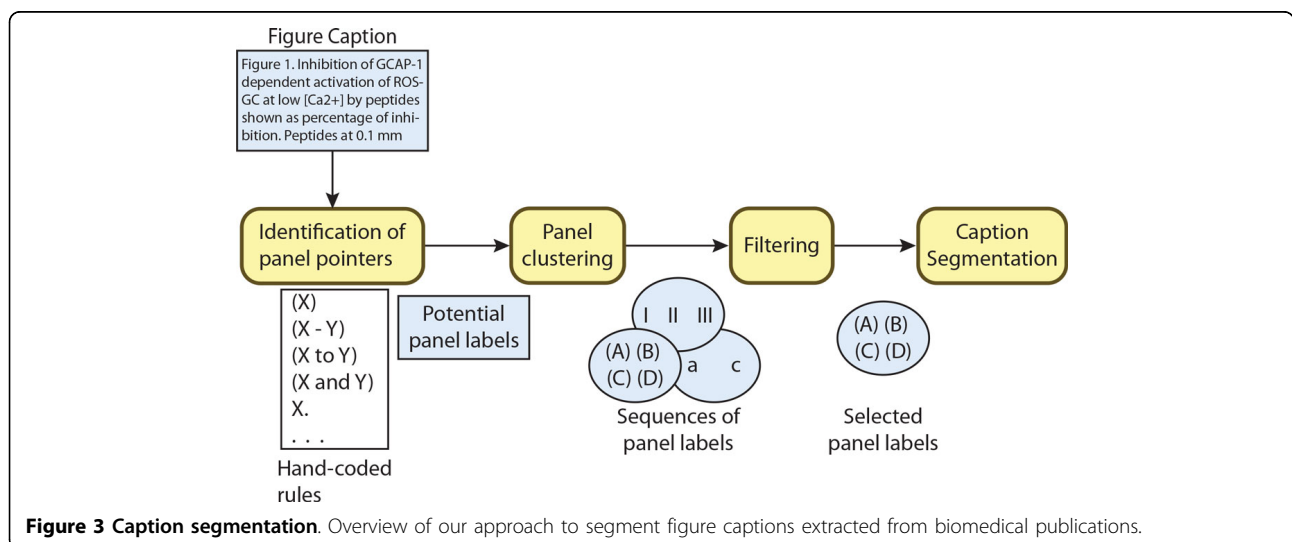 Figure Caption
Figure 1. Inhibition of GCAP-1
dependent activation of ROS-
GC at low [Ca2+] by peptides
shown as percentage of inhi-
bition. Peptides at 0.1 mm
Identification of
panel pointers
Panel
clustering
Filtering
Caption
Segmentation
(X)
(X - Y)
(X to Y)
(X and Y)
X.
. . .
Hand-coded
rules
Potential
panel labels
I II III
(A) (B)
(C) (D)
a c
Sequences of
panel labels
(A) (B)
(C) (D)
Selected
panel labels
Figure 3 Caption segmentation. Overview of our approach to segment figure captions extracted from biomedical publications.